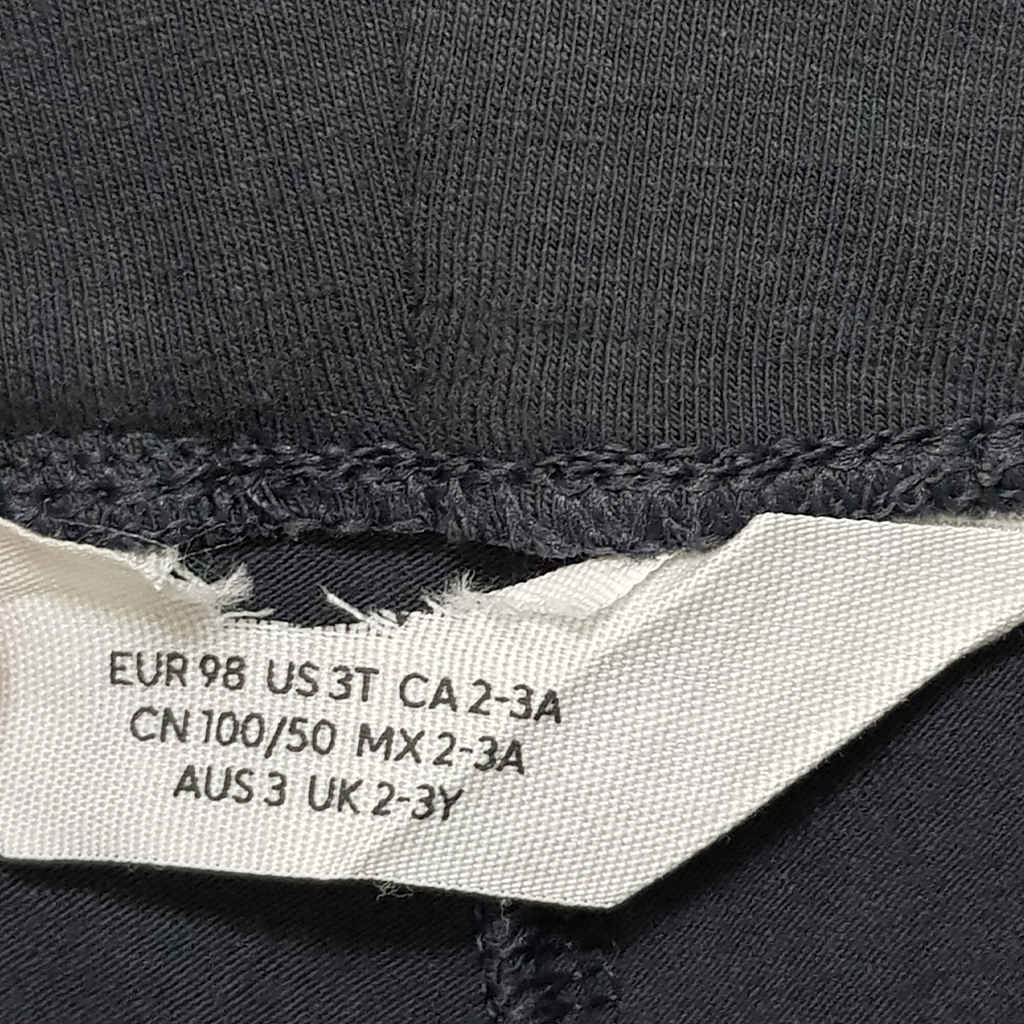 EUR 98 US 3T CA 2-3A
CN 100/50 MX 2-3A
AUS 3 UK 2-3Y